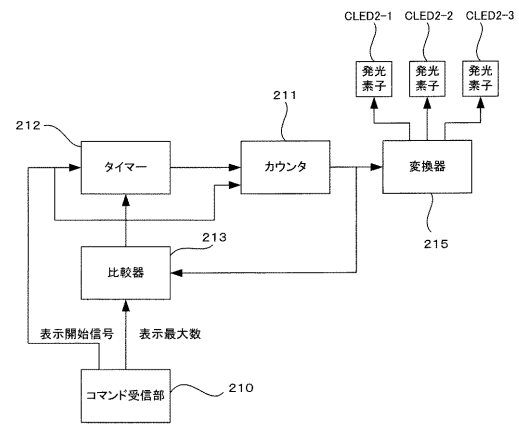 CLED2-1 CLED2-2 CLED2-3
発光
素子
発光
素子
発光
素子
211
212
タイマー
カウンタ
変換器
213
215
比較器
表示開始信号
表示最大数
コマンド受信部
210